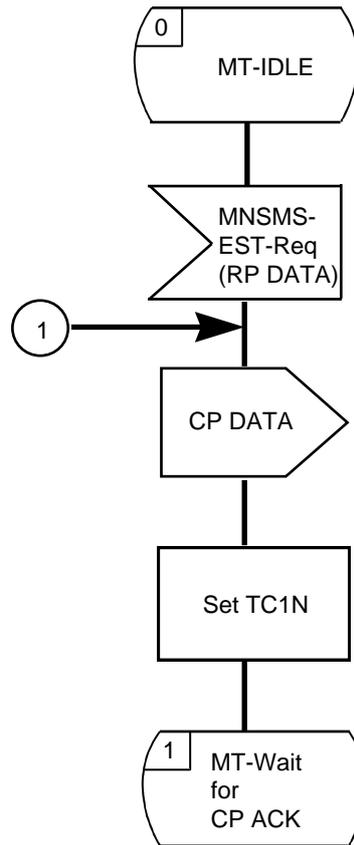 0
MT-IDLE
MNSMS-
EST-Req
(RP DATA)
1
CP DATA
Set TC1N
1
MT-Wait
for
CP ACK